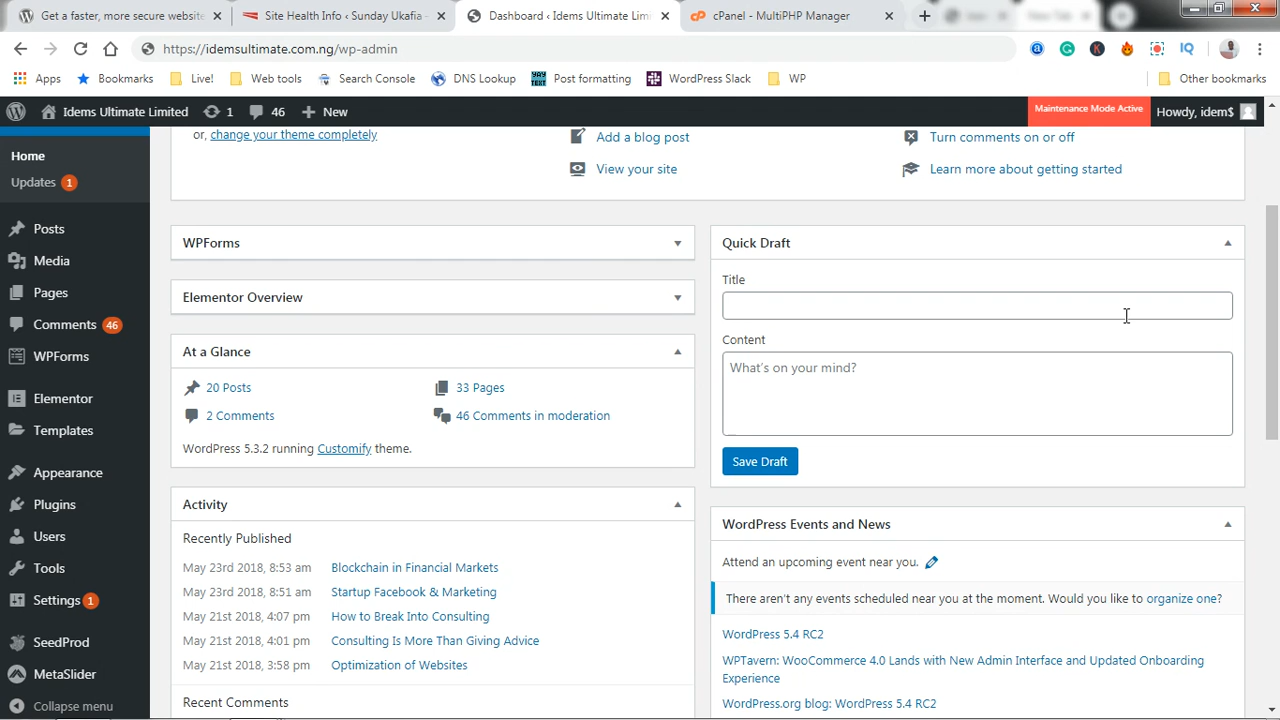 Get a faster, more secure website
Site Health Info ‹ Sunday Ukafia –
Dashboard ‹ Idems Ultimate Limi
cPanel - MultiPHP Manager
https://idemsultimate.com.ng/wp-admin
Apps
Bookmarks
Live!
Web tools
Search Console
DNS Lookup
YAY TEXT
Post formatting
WordPress Slack
WP
Other bookmarks
Idems Ultimate Limited
1
46
New
Maintenance Mode Active
Howdy, idem$
Home
Updates 1
Posts
Media
Pages
Comments 46
WPForms
Elementor
Templates
Appearance
Plugins
Users
Tools
Settings 1
SeedProd
MetaSlider
Collapse menu
or, change your theme completely
Add a blog post
View your site
Turn comments on or off
Learn more about getting started
WPForms
Elementor Overview
At a Glance
20 Posts
33 Pages
2 Comments
46 Comments in moderation
WordPress 5.3.2 running Customify theme.
Activity
Recently Published
May 23rd 2018, 8:53 am Blockchain in Financial Markets
May 23rd 2018, 8:51 am Startup Facebook & Marketing
May 21st 2018, 4:07 pm How to Break Into Consulting
May 21st 2018, 4:01 pm Consulting Is More Than Giving Advice
May 21st 2018, 3:58 pm Optimization of Websites
Recent Comments
Quick Draft
Title
Content
What's on your mind?
Save Draft
WordPress Events and News
Attend an upcoming event near you.
There aren't any events scheduled near you at the moment. Would you like to organize one?
WordPress 5.4 RC2
WPTavern: WooCommerce 4.0 Lands with New Admin Interface and Updated Onboarding
Experience
WordPress.org blog: WordPress 5.4 RC2